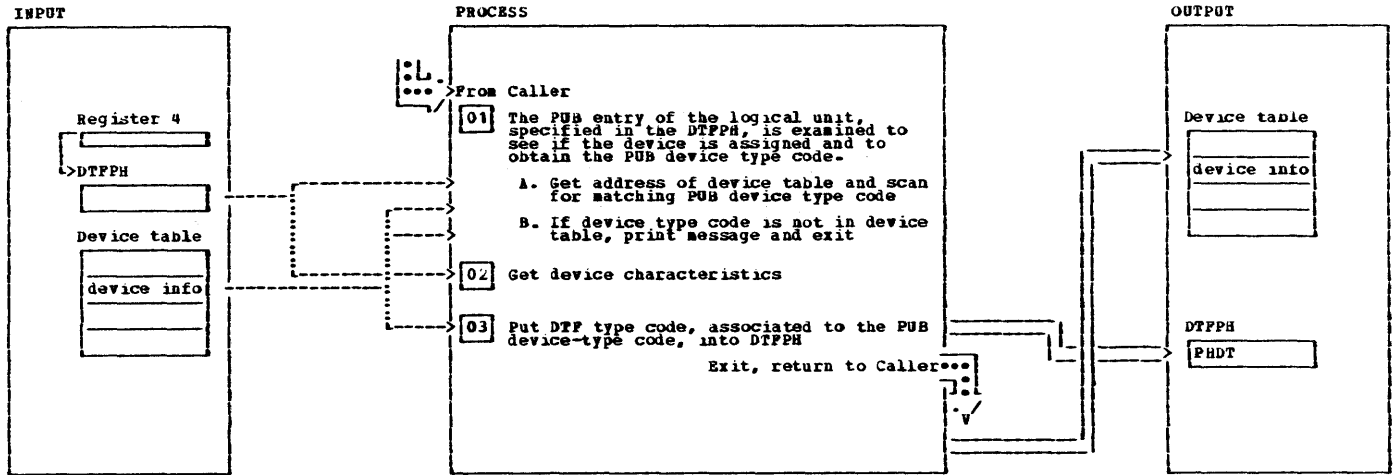 INPUT
Register 4
DTFPH
Device table
device info
PROCESS
From Caller
01 The PUB entry of the logical unit,
specified in the DTFPH, is examined to
see if the device is assigned and to
obtain the PUB device type code.
A. Get address of device table and scan
for matching PUB device type code
B. If device type code is not in device
table, print message and exit
02 Get device characteristics
03 Put DTF type code, associated to the PUB
device-type code, into DTFPH
Exit, return to Caller
OUTPUT
Device table
device info
DTFPH
PHDT